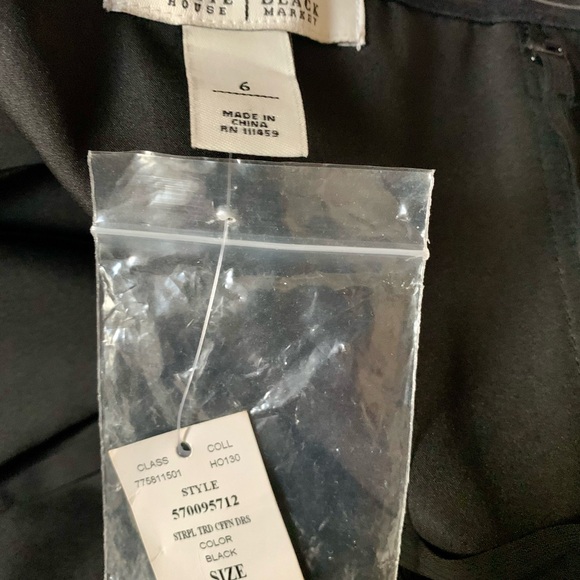 HOUSE BLACK
MARKET
6
MADE IN
CHINA
RN 111459
CLASS COLL
775811501 HO130
STYLE
570095712
STRPL TRD CFFN DRS
COLOR
BLACK
SIZE